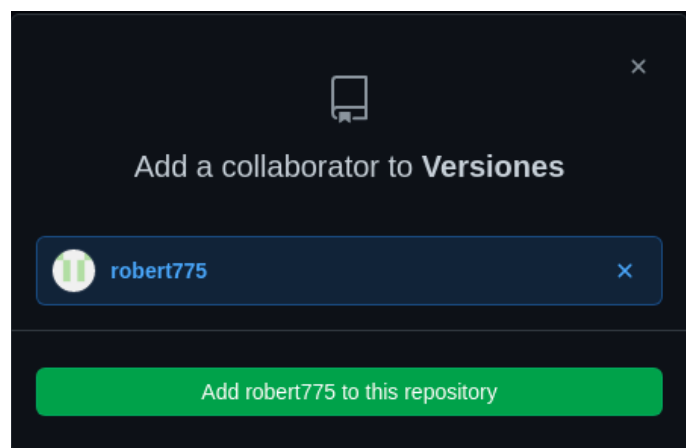 Add a collaborator to Versiones
robert775
Add robert775 to this repository